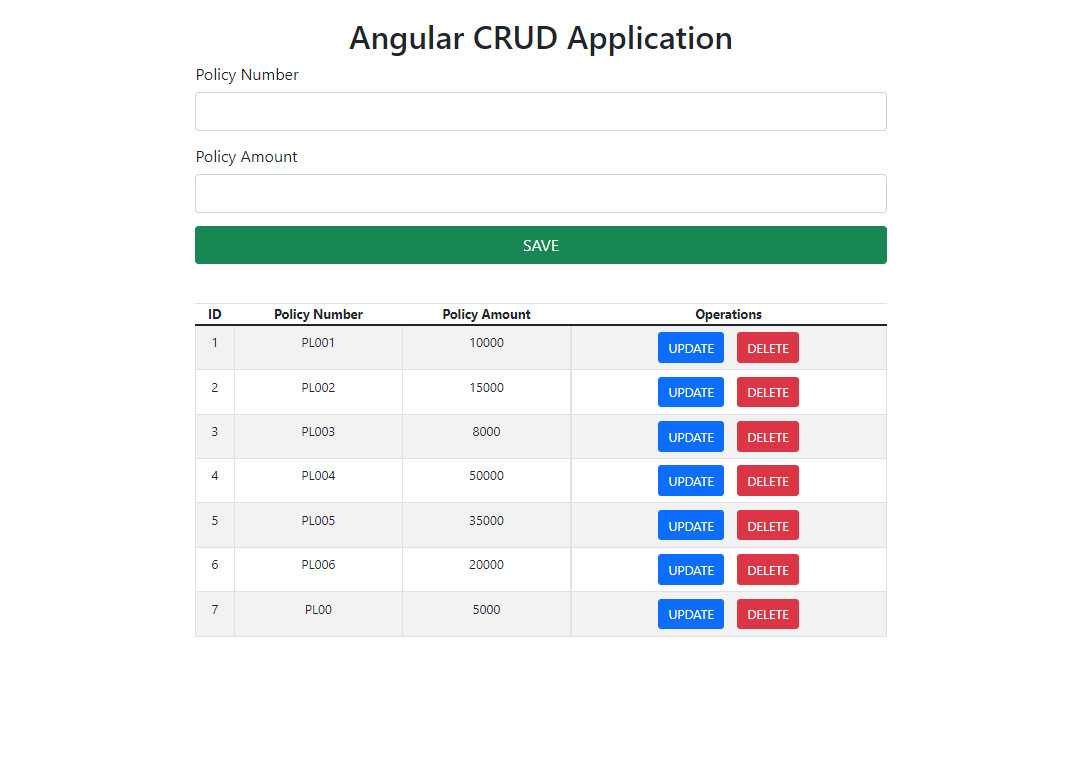 Angular CRUD Application
Policy Number
Policy Amount
SAVE
ID Policy Number Policy Amount Operations
1 PL001 10000 UPDATE DELETE
2 PL002 15000 UPDATE DELETE
3 PL003 8000 UPDATE DELETE
4 PL004 50000 UPDATE DELETE
5 PL005 35000 UPDATE DELETE
6 PL006 20000 UPDATE DELETE
7 PL00 5000 UPDATE DELETE